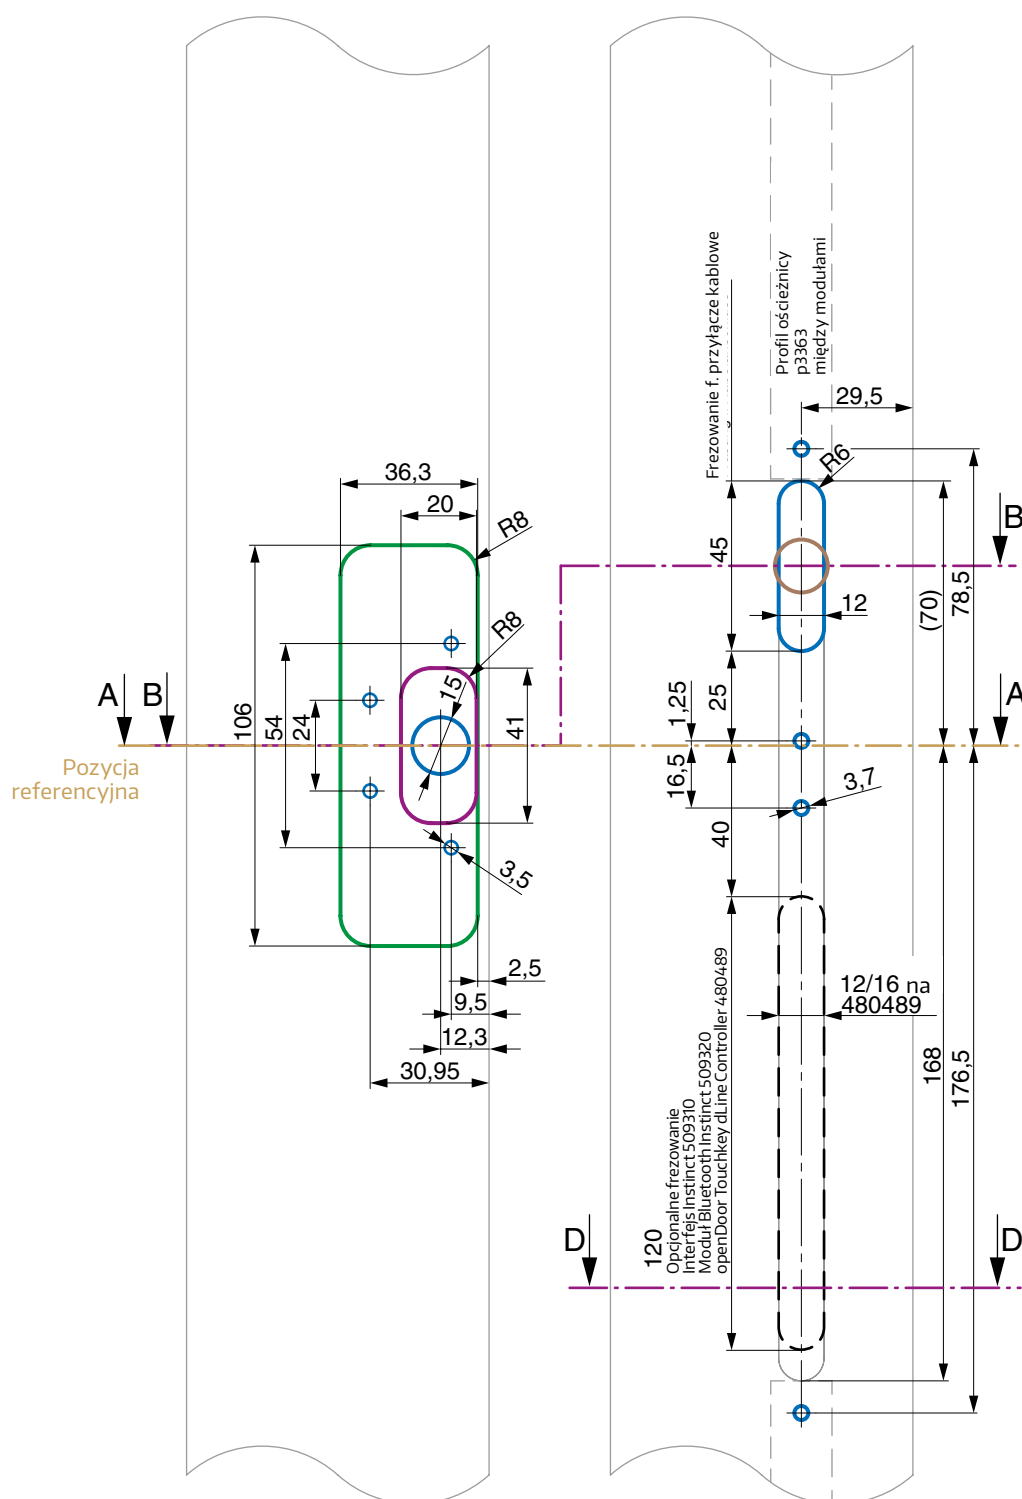 Frezowanie f. przyłącze kablowe
Profil ościeżnicy
p3363
między modułami
29,5
R6
36,3
20
R8
45
B
12
(70)
78,5
R8
15
106
54
24
41
A
B
25
1,25
A
Pozycja
referencyjna
16,5
3,7
40
3,5
2,5
9,5
12,3
30,95
12/16 na
480489
168
176,5
120
Opcjonalne frezowanie
Interfejs Instinct 509310
Moduł Bluetooth Instinct 509320
openDoor Touchkey dLine Controller 480489
D
D